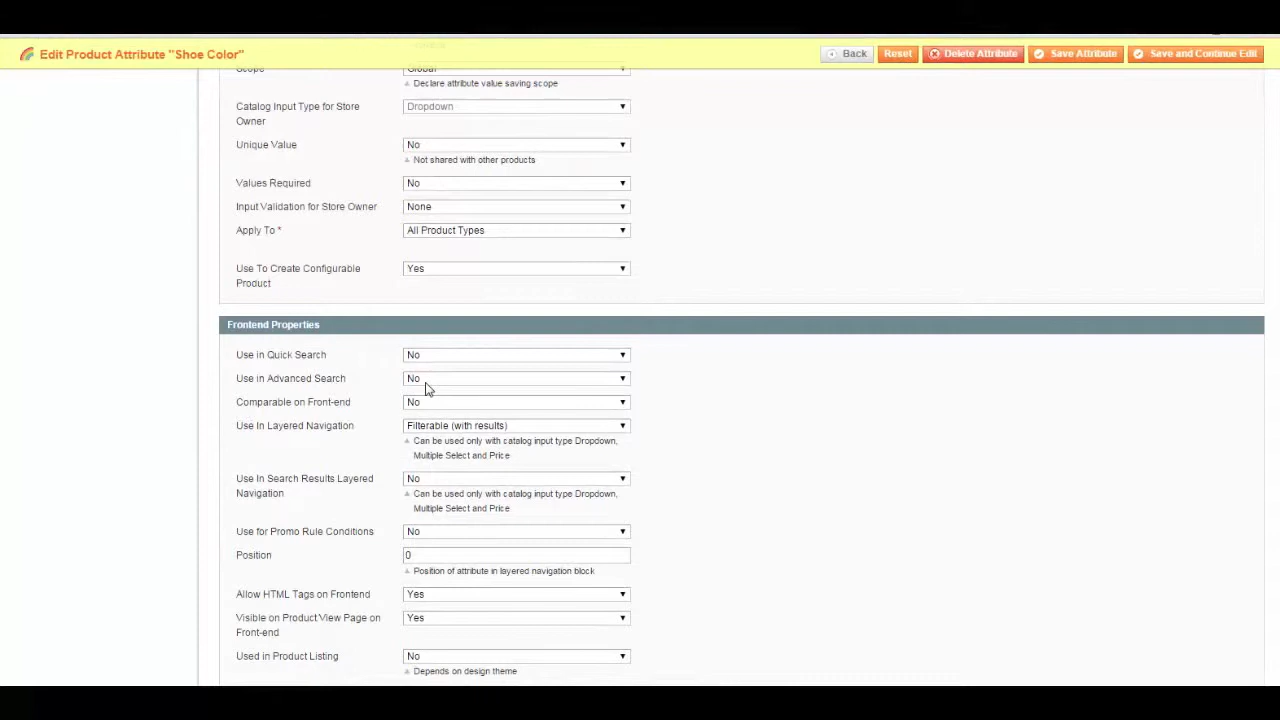 Edit Product Attribute "Shoe Color"
Back Reset Delete Attribute Save Attribute Save and Continue Edit
Scope Global
Declare attribute value saving scope
Catalog Input Type for Store Dropdown
Owner
Unique Value No
Not shared with other products
Values Required No
Input Validation for Store Owner None
Apply To * All Product Types
Use To Create Configurable Yes
Product
Frontend Properties
Use in Quick Search No
Use in Advanced Search No
Comparable on Front-end No
Use In Layered Navigation Filterable (with results)
Can be used only with catalog input type Dropdown,
Multiple Select and Price
Use In Search Results Layered No
Navigation
Can be used only with catalog input type Dropdown,
Multiple Select and Price
Use for Promo Rule Conditions No
Position 0
Position of attribute in layered navigation block
Allow HTML Tags on Frontend Yes
Visible on Product View Page on Yes
Front-end
Used in Product Listing No
Depends on design theme